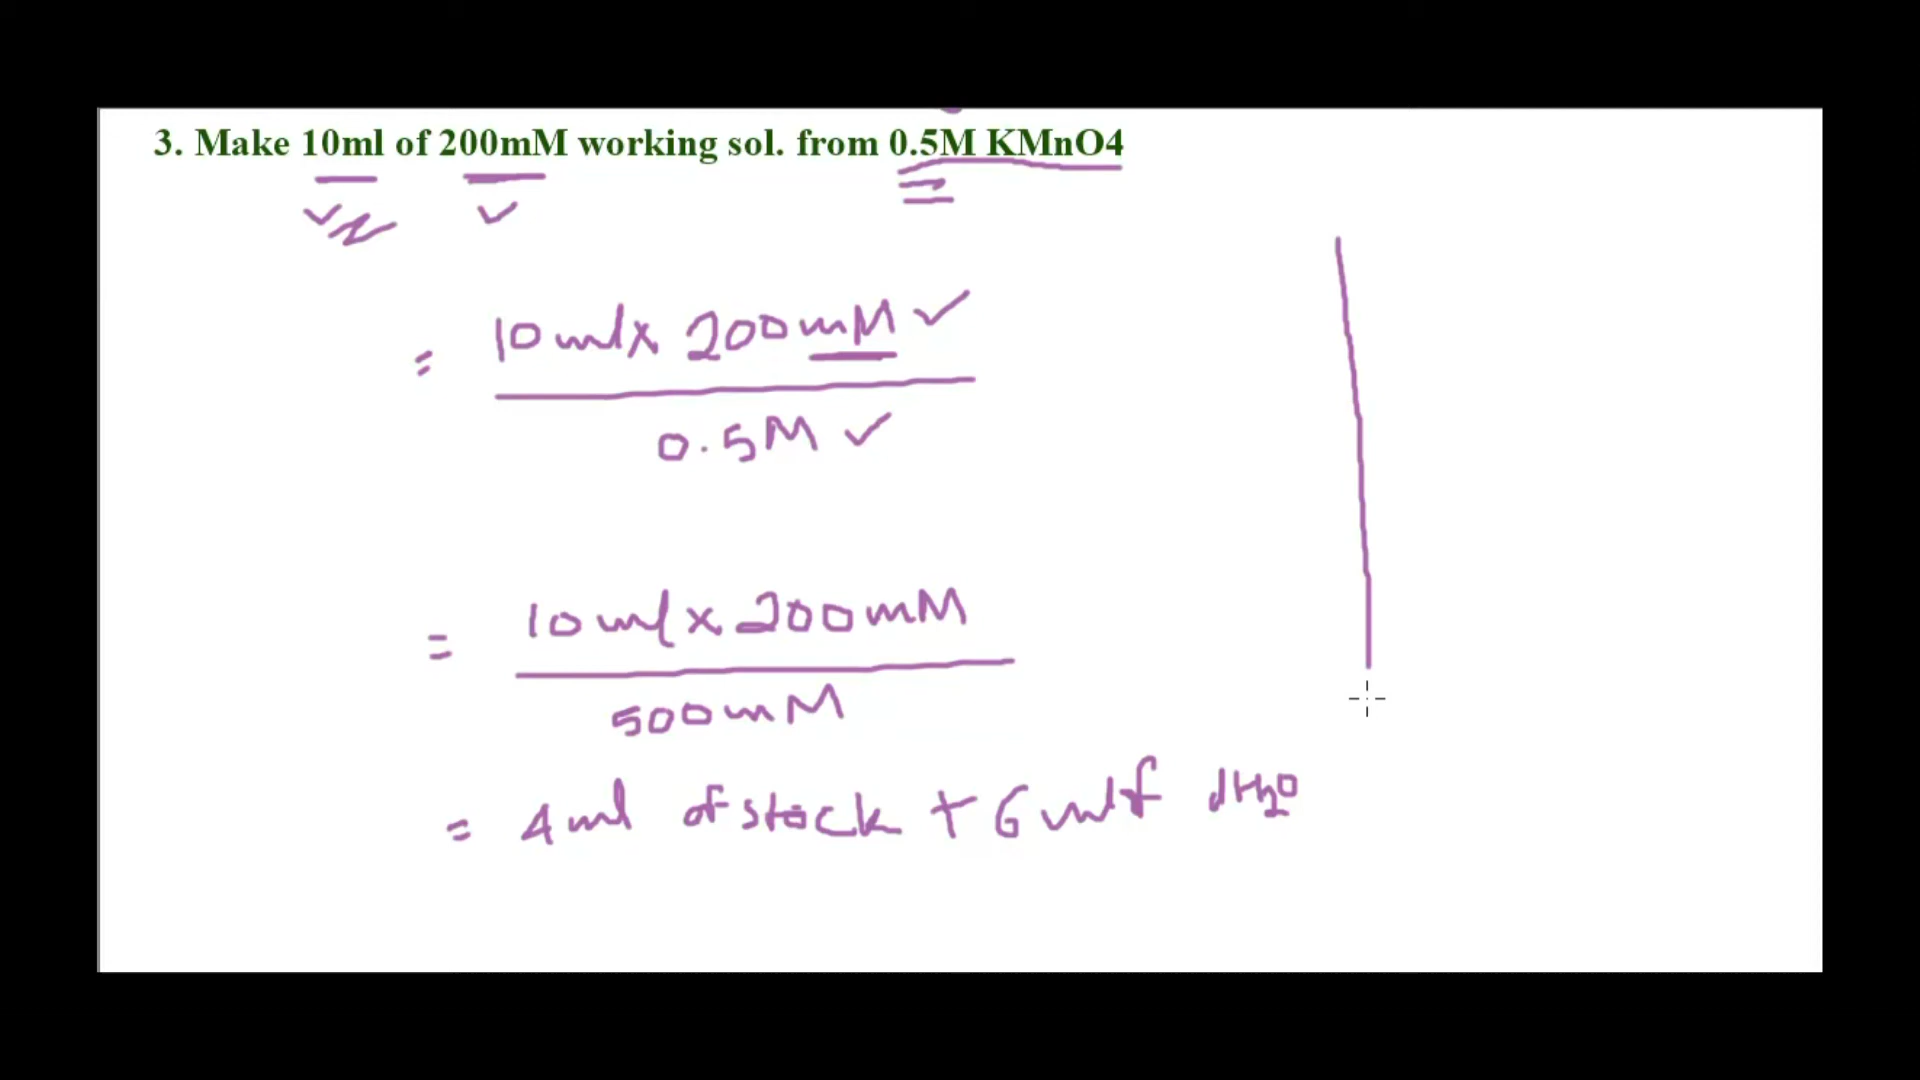 3. Make 10ml of 200mM working sol. from 0.5M KMnO4
= 10ml x 200mM ✓
0.5M ✓
= 10ml x 200mM
500mM
= 4ml of stock + 6ml of dH2O